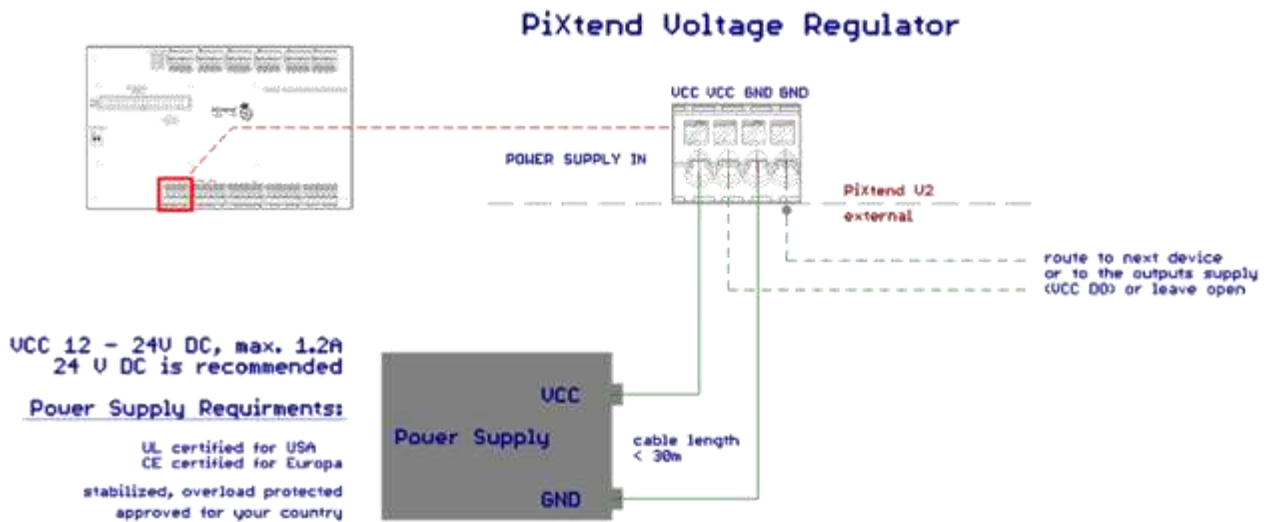 PiXtend Voltage Regulator
VCC VCC GND GND
POWER SUPPLY IN
PiXtend V2
external
route to next device
or to the outputs supply
(VCC DO) or leave open
VCC 12 - 24V DC, max. 1.2A
24 V DC is recommended
Power Supply Requirments:
UL certified for USA
CE certified for Europa
stabilized, overload protected
approved for your country
VCC
Power Supply
GND
cable length
< 30m